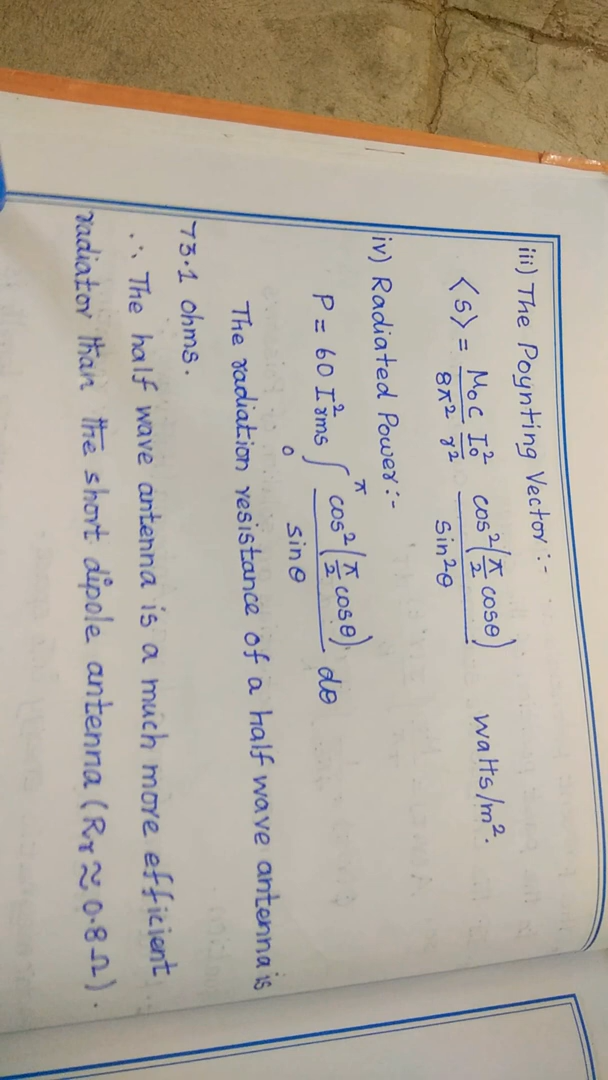 iii) The Poynting Vector :-
⟨S⟩ = M₀C/8π² I₀²/r² cos²(π/2 cosθ)/Sin²θ watts/m².
iv) Radiated Power:-
P = 60 I²rms ∫₀^π cos²(π/2 cosθ)/sinθ dθ
The radiation resistance of a half wave antenna is
73.1 ohms.
∴ The half wave antenna is a much more efficient
radiator than the short dipole antenna (Rr ≈ 0.8 Ω).